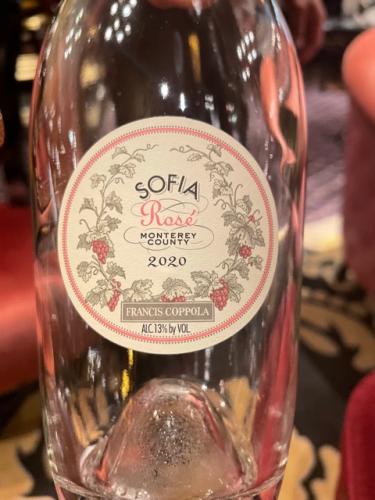 SOFIA
Rosé
MONTEREY
COUNTY
2020
FRANCIS COPPOLA
ALC.13% by VOL.